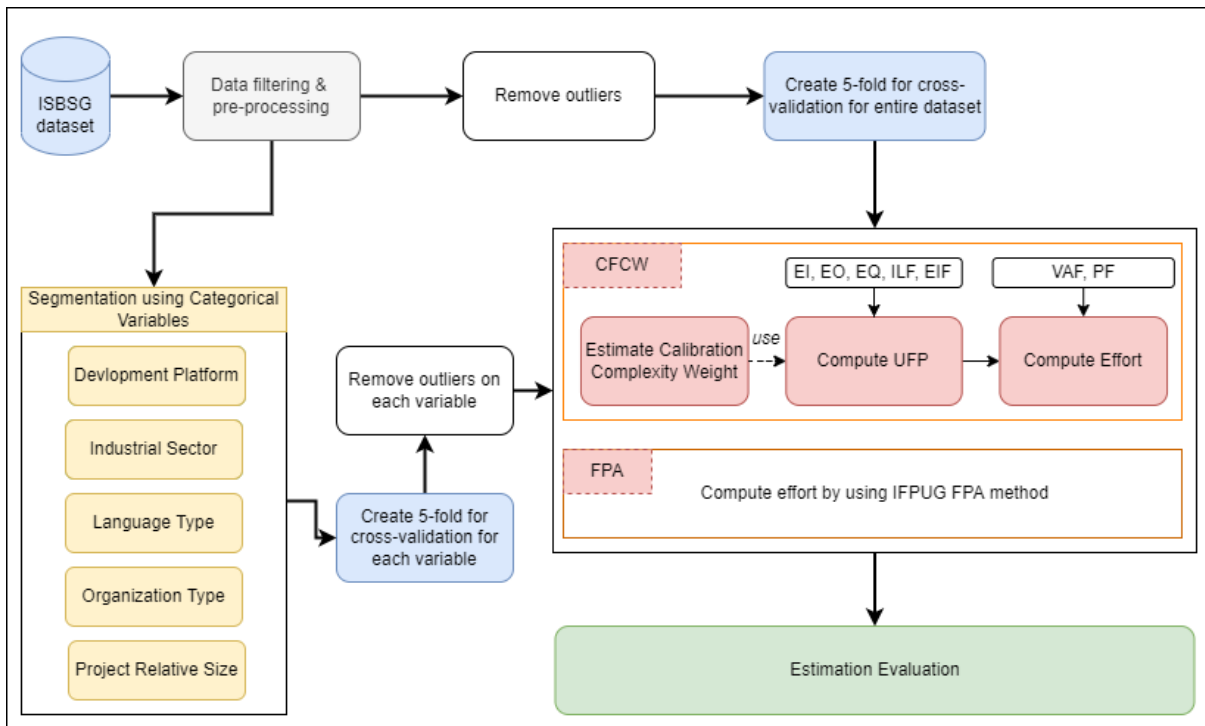 ISBSG
dataset
Data filtering &
pre-processing
Remove outliers
Create 5-fold for cross-
validation for entire dataset
Segmentation using Categorical
Variables
Devlopment Platform
Industrial Sector
Language Type
Organization Type
Project Relative Size
Create 5-fold for
cross-validation for
each variable
Remove outliers on
each variable
CFCW
EI, EO, EQ, ILF, EIF
VAF, PF
Estimate Calibration
Complexity Weight
use
Compute UFP
Compute Effort
FPA
Compute effort by using IFPUG FPA method
Estimation Evaluation